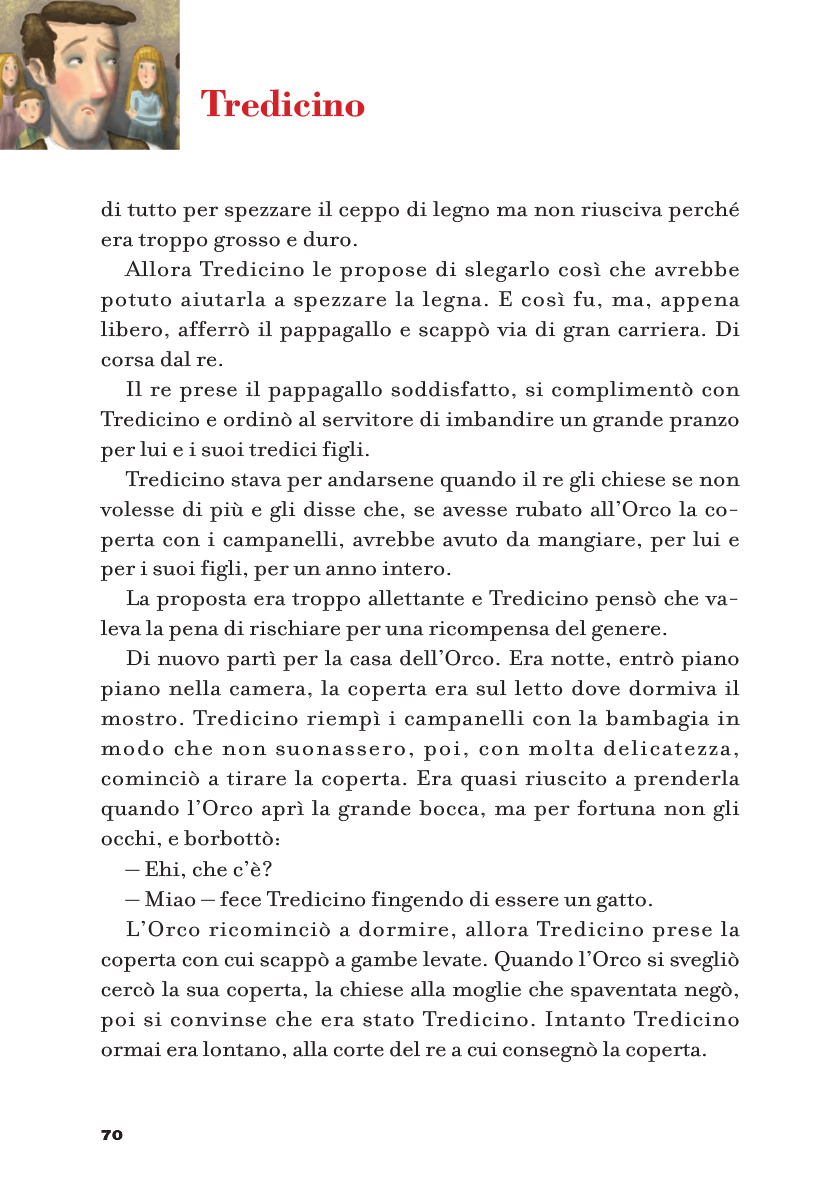 Tredicino
di tutto per spezzare il ceppo di legno ma non riusciva perché
era troppo grosso e duro.
Allora Tredicino le propose di slegarlo così che avrebbe
potuto aiutarla a spezzare la legna. E così fu, ma, appena
libero, afferrò il pappagallo e scappò via di gran carriera. Di
corsa dal re.
Il re prese il pappagallo soddisfatto, si complimentò con
Tredicino e ordinò al servitore di imbandire un grande pranzo
per lui e i suoi tredici figli.
Tredicino stava per andarsene quando il re gli chiese se non
volesse di più e gli disse che, se avesse rubato all’Orco la co-
perta con i campanelli, avrebbe avuto da mangiare, per lui e
per i suoi figli, per un anno intero.
La proposta era troppo allettante e Tredicino pensò che va-
leva la pena di rischiare per una ricompensa del genere.
Di nuovo partì per la casa dell’Orco. Era notte, entrò piano
piano nella camera, la coperta era sul letto dove dormiva il
mostro. Tredicino riempì i campanelli con la bambagia in
modo che non suonassero, poi, con molta delicatezza,
cominciò a tirare la coperta. Era quasi riuscito a prenderla
quando l’Orco aprì la grande bocca, ma per fortuna non gli
occhi, e borbottò:
– Ehi, che c’è?
– Miao – fece Tredicino fingendo di essere un gatto.
L’Orco ricominciò a dormire, allora Tredicino prese la
coperta con cui scappò a gambe levate. Quando l’Orco si svegliò
cercò la sua coperta, la chiese alla moglie che spaventata negò,
poi si convinse che era stato Tredicino. Intanto Tredicino
ormai era lontano, alla corte del re a cui consegnò la coperta.
70